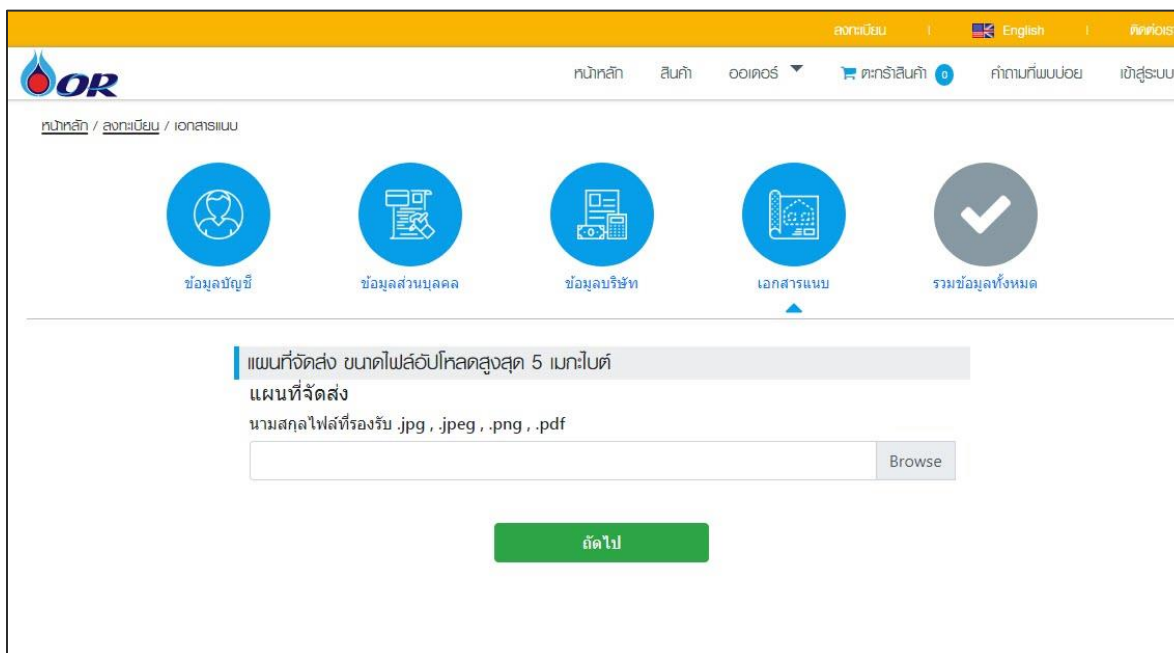 ลงทะเบียน | English | ติดต่อเร
OR
หน้าหลัก สินค้า ออเดอร์ ตะกร้าสินค้า 0 คำถามที่พบบ่อย เข้าสู่ระบบ
หน้าหลัก / ลงทะเบียน / เอกสารแนบ
ข้อมูลบัญชี ข้อมูลส่วนบุคคล ข้อมูลบริษัท เอกสารแนบ รวมข้อมูลทั้งหมด
แผนที่จัดส่ง ขนาดไฟล์อัปโหลดสูงสุด 5 เมกะไบต์
แผนที่จัดส่ง
นามสกุลไฟล์ที่รองรับ .jpg , .jpeg , .png , .pdf
Browse
ถัดไป